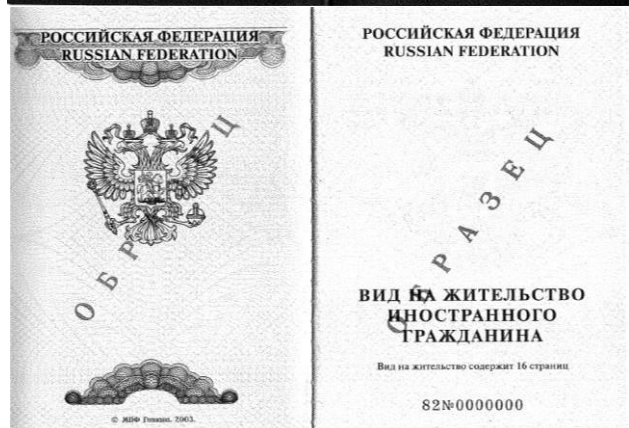 РОССИЙСКАЯ ФЕДЕРАЦИЯ
RUSSIAN FEDERATION
ОБР Ц
© МПФ Гознак. 2003.
РОССИЙСКАЯ ФЕДЕРАЦИЯ
RUSSIAN FEDERATION
ОБРАЗЕЦ
ВИД НА ЖИТЕЛЬСТВО
ИНОСТРАННОГО
ГРАЖДАНИНА
Вид на жительство содержит 16 страниц
82№0000000